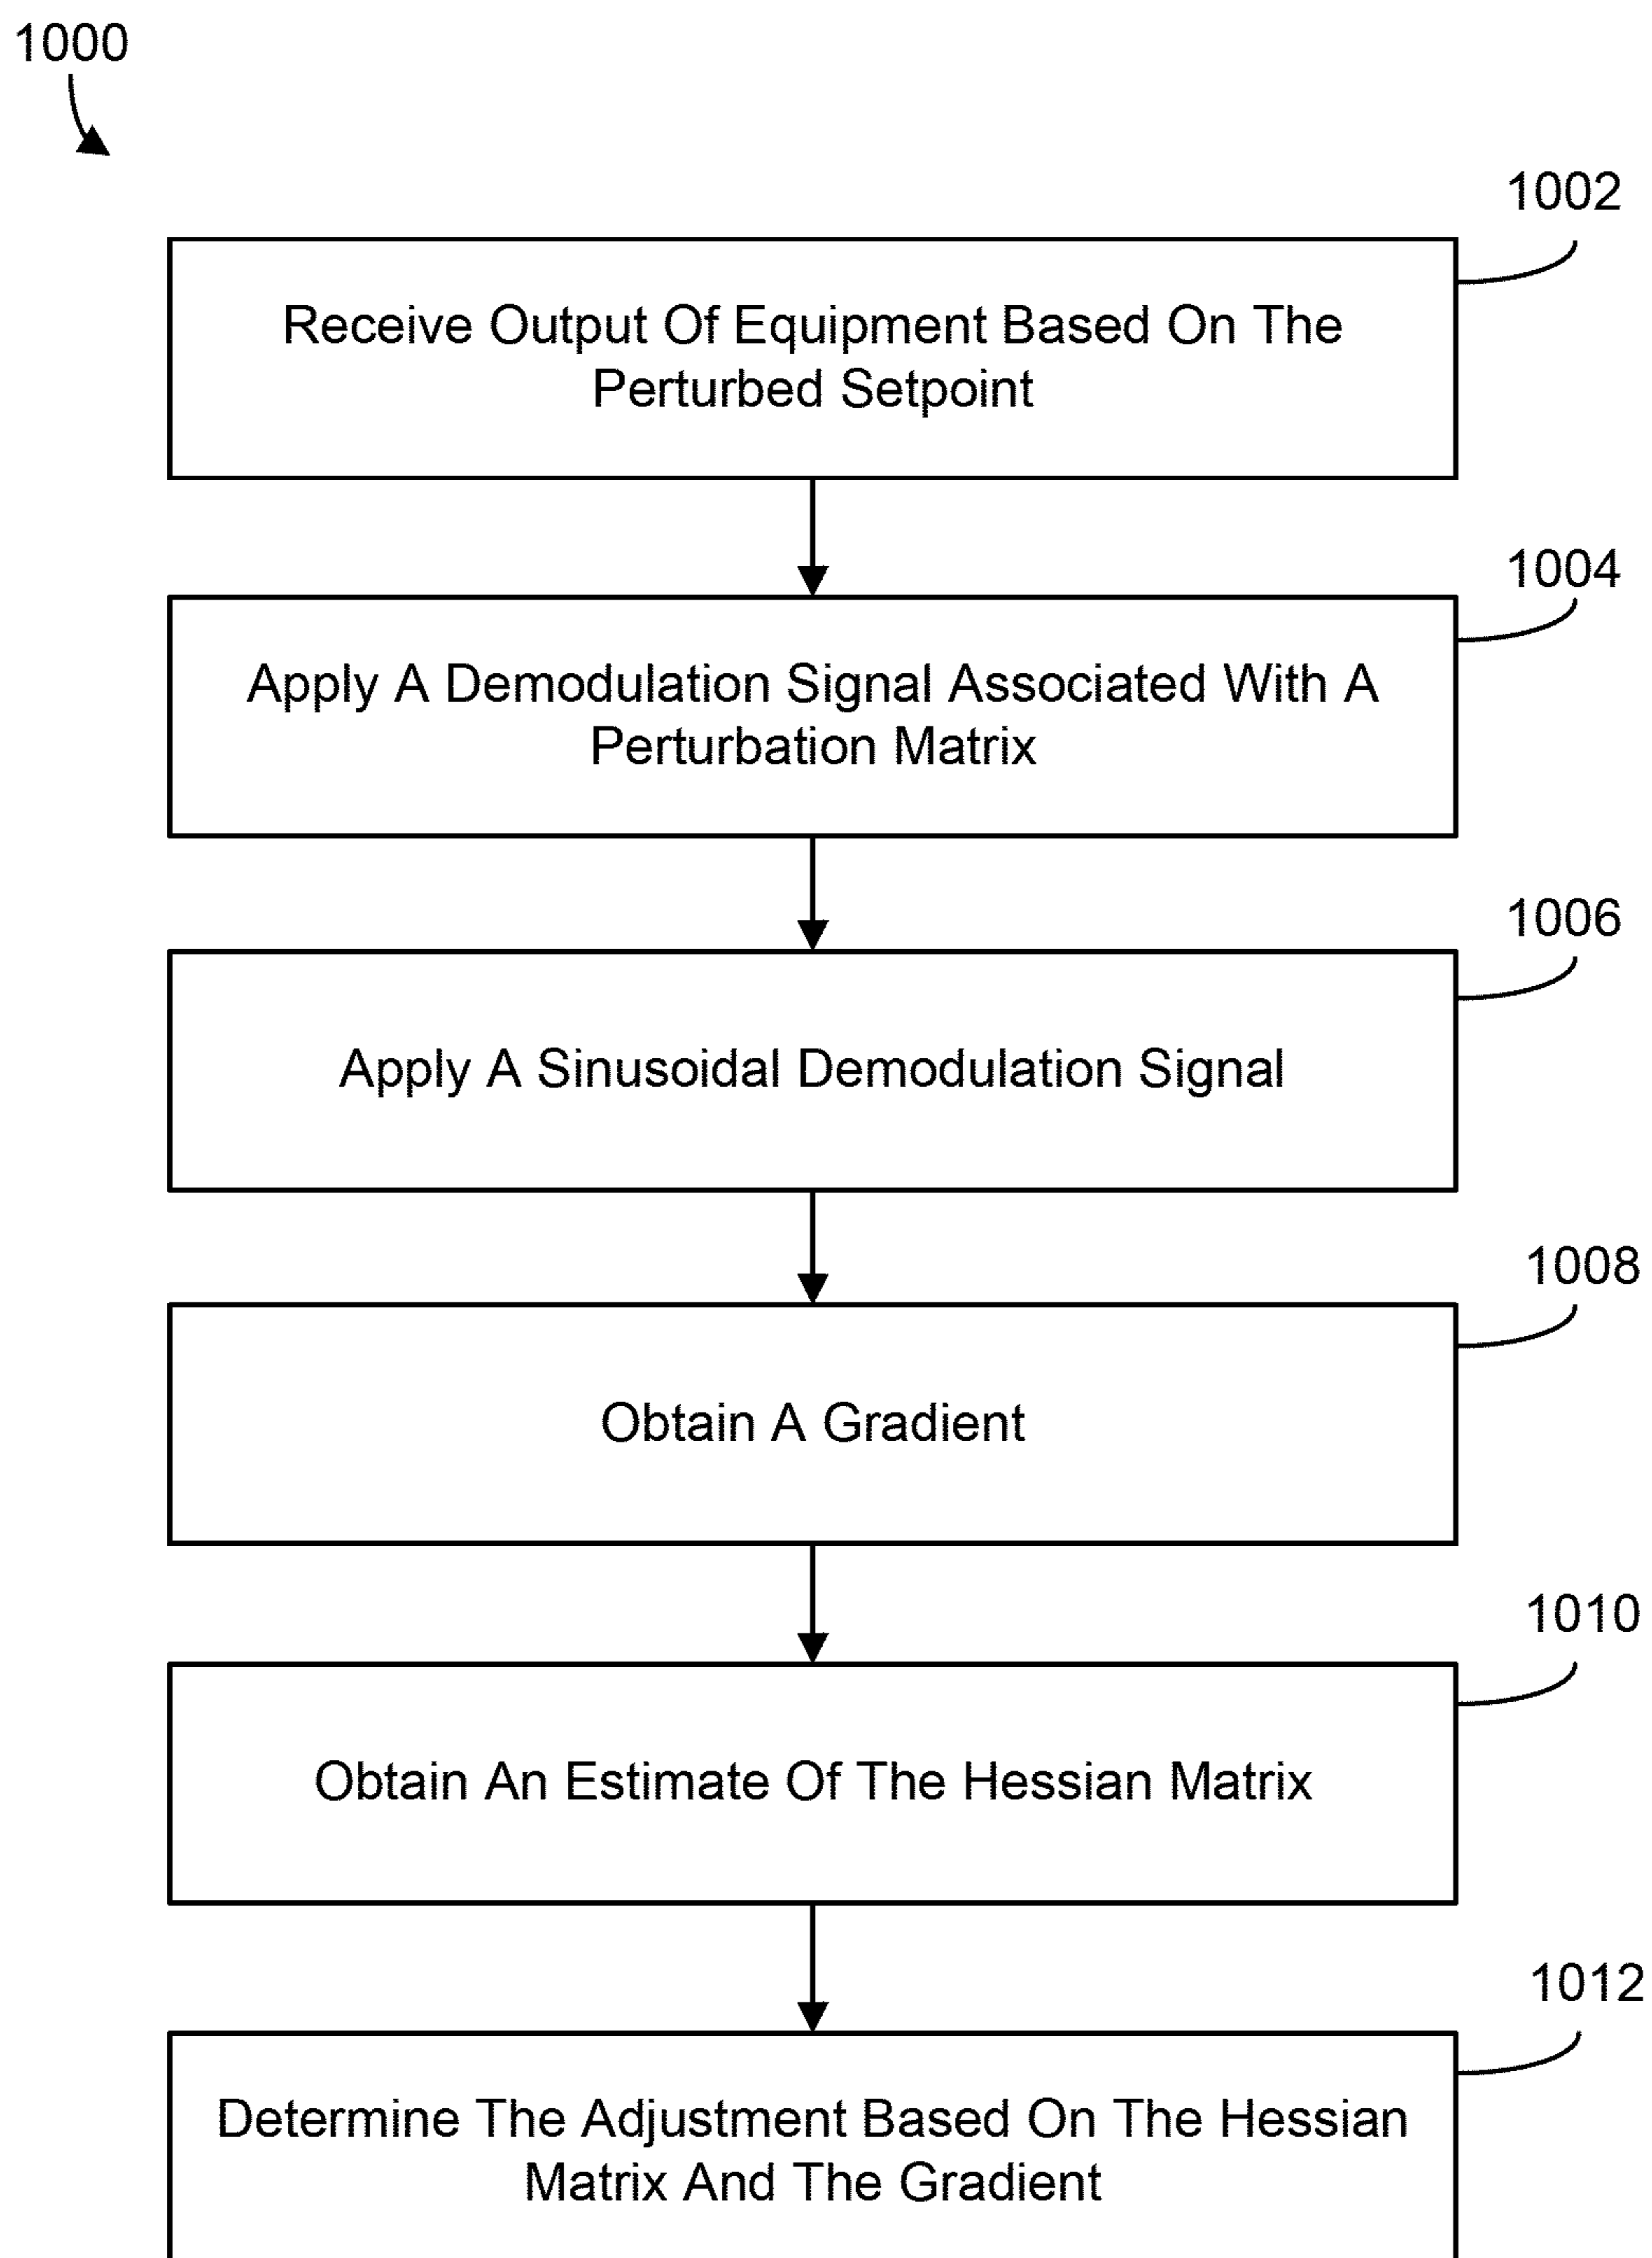 1000
1002
Receive Output Of Equipment Based On The
Perturbed Setpoint
1004
Apply A Demodulation Signal Associated With A
Perturbation Matrix
1006
Apply A Sinusoidal Demodulation Signal
1008
Obtain A Gradient
1010
Obtain An Estimate Of The Hessian Matrix
1012
Determine The Adjustment Based On The Hessian
Matrix And The Gradient